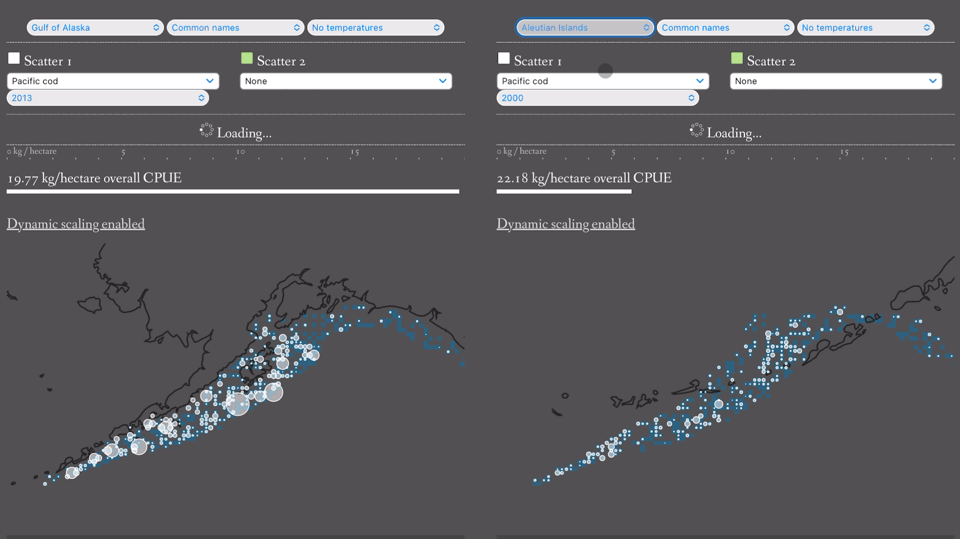 Gulf of Alaska Common names No temperatures
Scatter 1 Scatter 2
Pacific cod None
2013
Loading...
0 kg / hectare 5 10 15
19.77 kg/hectare overall CPUE
Dynamic scaling enabled
Aleutian Islands Common names No temperatures
Scatter 1 Scatter 2
Pacific cod None
2000
Loading...
0 kg / hectare 5 10 15
22.18 kg/hectare overall CPUE
Dynamic scaling enabled